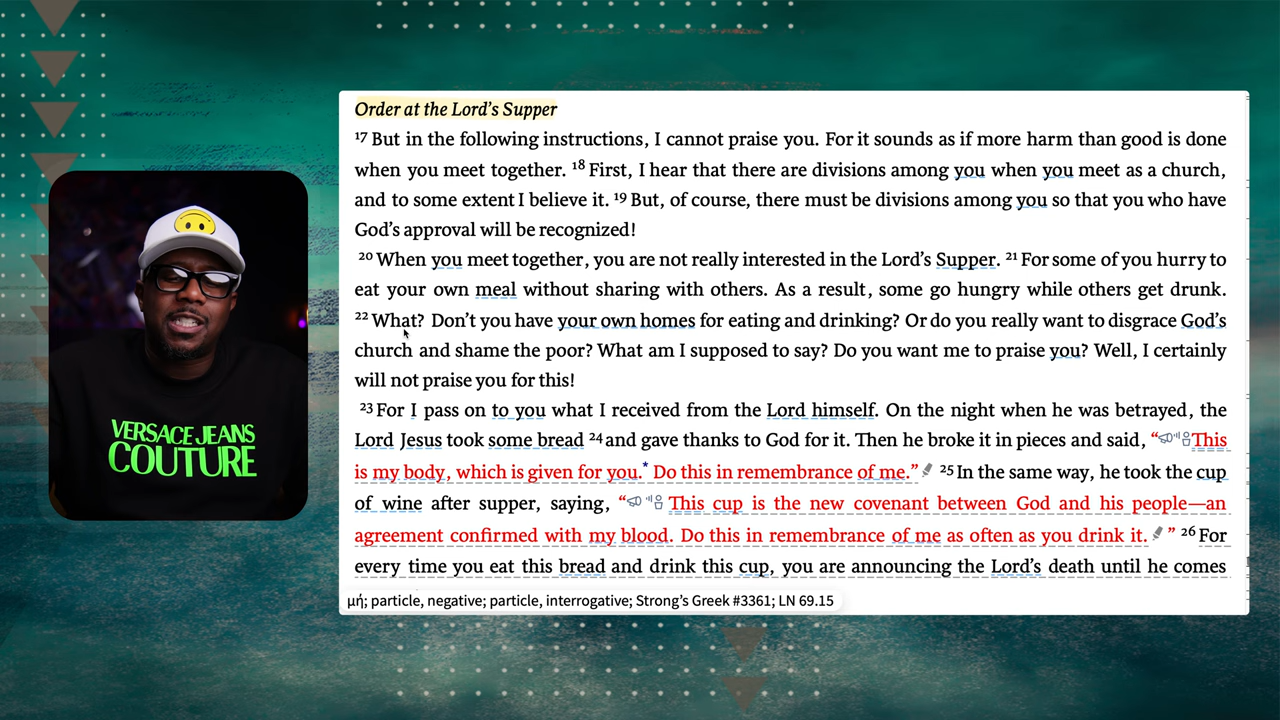 VERSACE JEANS
COUTURE
Order at the Lord’s Supper
17 But in the following instructions, I cannot praise you. For it sounds as if more harm than good is done
when you meet together. 18 First, I hear that there are divisions among you when you meet as a church,
and to some extent I believe it. 19 But, of course, there must be divisions among you so that you who have
God’s approval will be recognized!
20 When you meet together, you are not really interested in the Lord’s Supper. 21 For some of you hurry to
eat your own meal without sharing with others. As a result, some go hungry while others get drunk.
22 What? Don’t you have your own homes for eating and drinking? Or do you really want to disgrace God’s
church and shame the poor? What am I supposed to say? Do you want me to praise you? Well, I certainly
will not praise you for this!
23 For I pass on to you what I received from the Lord himself. On the night when he was betrayed, the
Lord Jesus took some bread 24 and gave thanks to God for it. Then he broke it in pieces and said, “This
is my body, which is given for you.* Do this in remembrance of me.” 25 In the same way, he took the cup
of wine after supper, saying, “This cup is the new covenant between God and his people—an
agreement confirmed with my blood. Do this in remembrance of me as often as you drink it.” 26 For
every time you eat this bread and drink this cup, you are announcing the Lord’s death until he comes
μή; particle, negative; particle, interrogative; Strong’s Greek #3361; LN 69.15